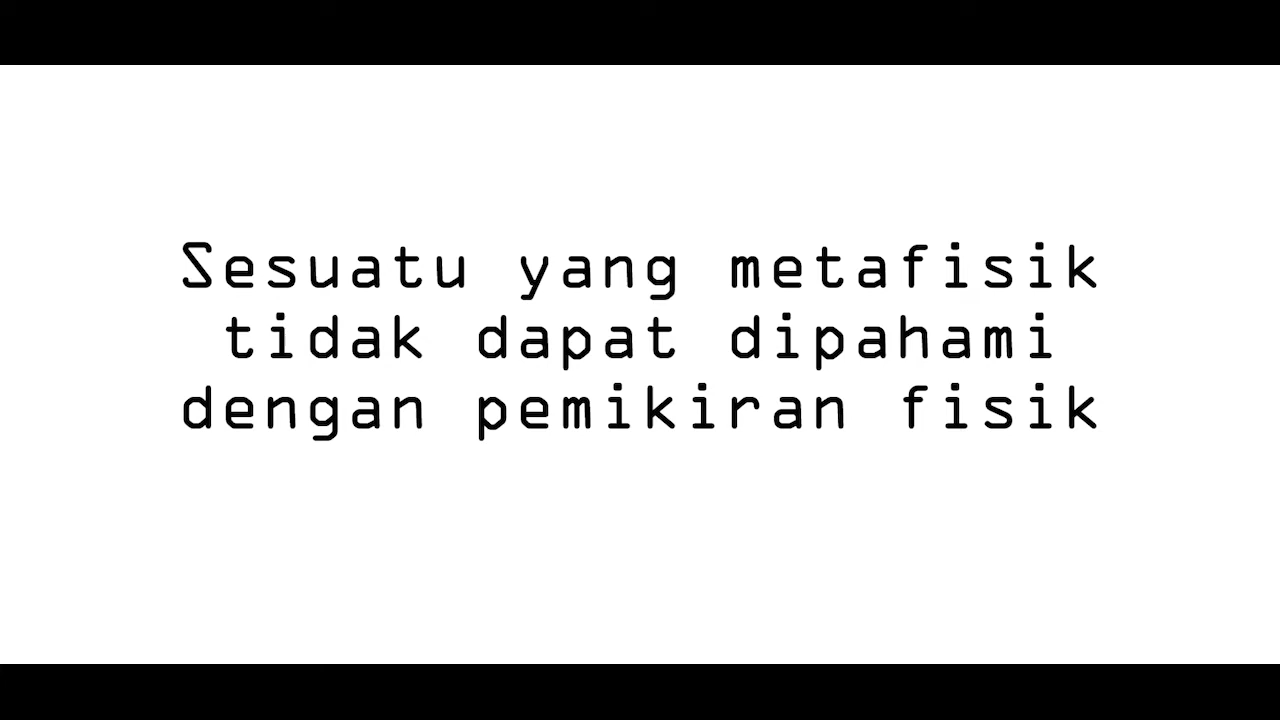 Sesuatu yang metafisik
tidak dapat dipahami
dengan pemikiran fisik